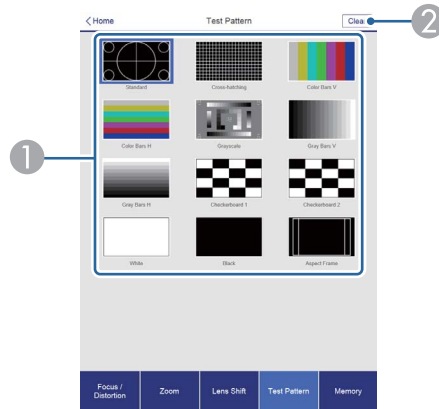 Home
Test Pattern
Clear
2
Standard
Cross-hatching
Color Bars V
1
Color Bars H
Grayscale
Gray Bars V
Gray Bars H
Checkerboard 1
Checkerboard 2
White
Black
Aspect Frame
Focus /
Distortion
Zoom
Lens Shift
Test Pattern
Memory